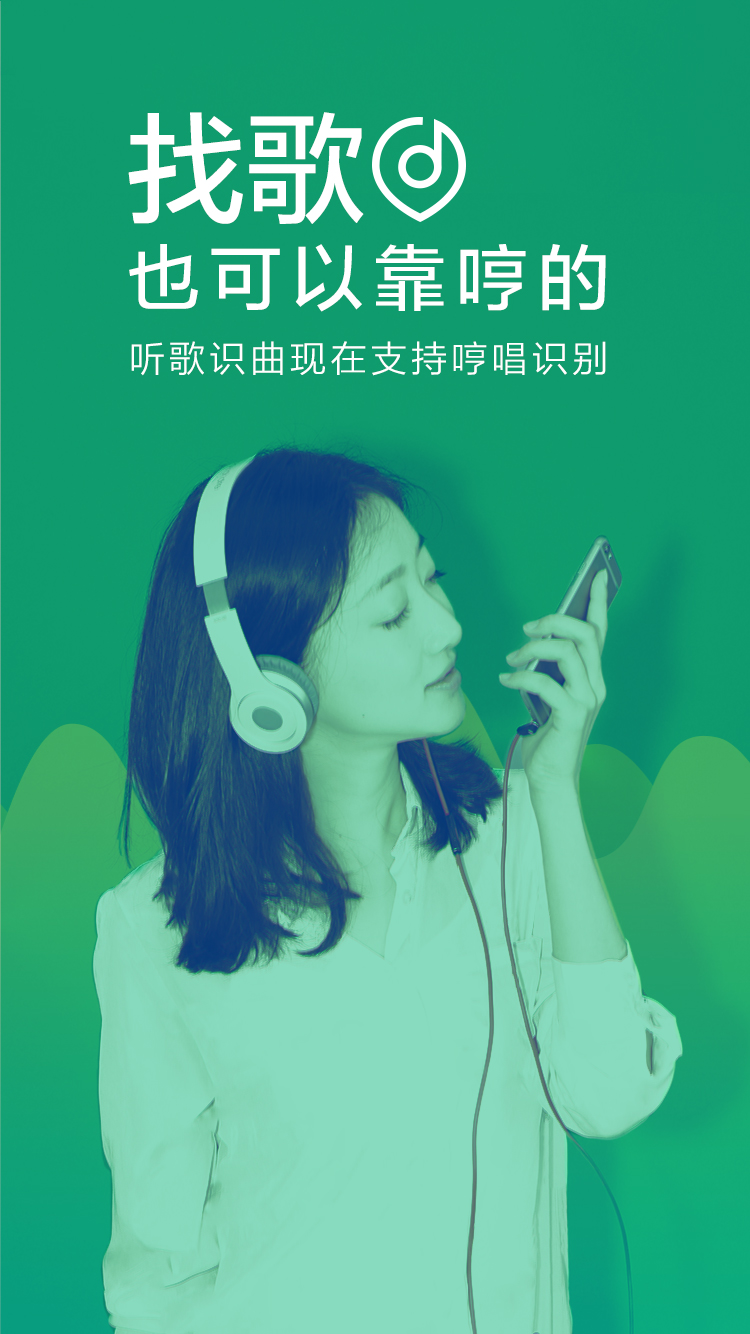 找歌
也可以靠哼的
听歌识曲现在支持哼唱识别